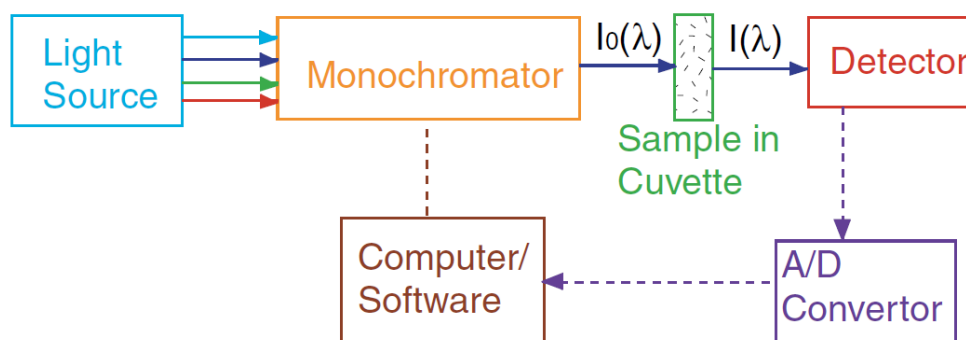 Light
Source
Monochromator
I₀(λ)
I(λ)
Detector
Sample in
Cuvette
Computer/
Software
A/D
Convertor